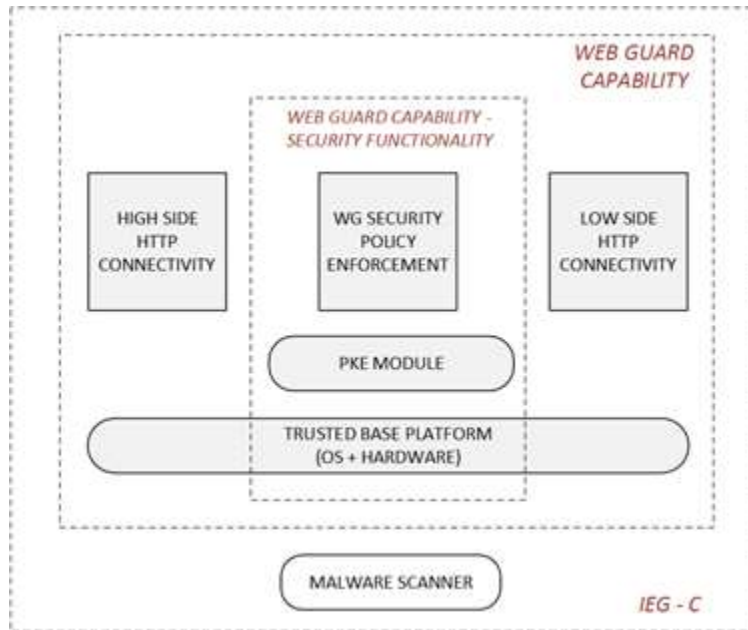 WEB GUARD
CAPABILITY
WEB GUARD CAPABILITY -
SECURITY FUNCTIONALITY
HIGH SIDE
HTTP
CONNECTIVITY
WG SECURITY
POLICY
ENFORCEMENT
LOW SIDE
HTTP
CONNECTIVITY
PKE MODULE
TRUSTED BASE PLATFORM
(OS + HARDWARE)
MALWARE SCANNER
IEG - C